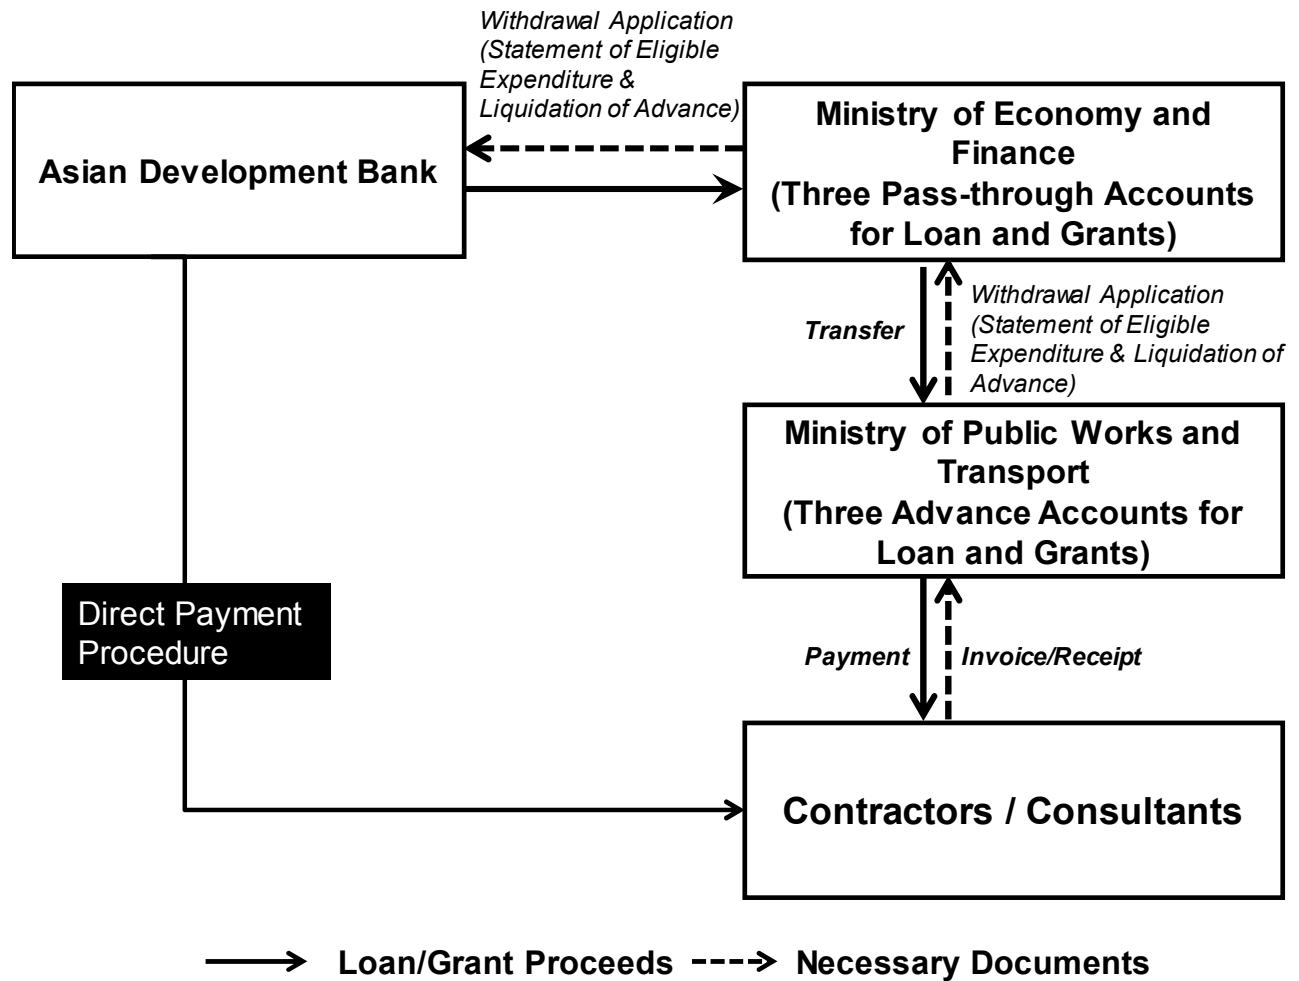 Withdrawal Application
(Statement of Eligible
Expenditure &
Liquidation of Advance)
Asian Development Bank
Ministry of Economy and
Finance
(Three Pass-through Accounts
for Loan and Grants)
Transfer
Withdrawal Application
(Statement of Eligible
Expenditure & Liquidation of
Advance)
Ministry of Public Works and
Transport
(Three Advance Accounts for
Loan and Grants)
Direct Payment
Procedure
Payment
Invoice/Receipt
Contractors / Consultants
Loan/Grant Proceeds
Necessary Documents